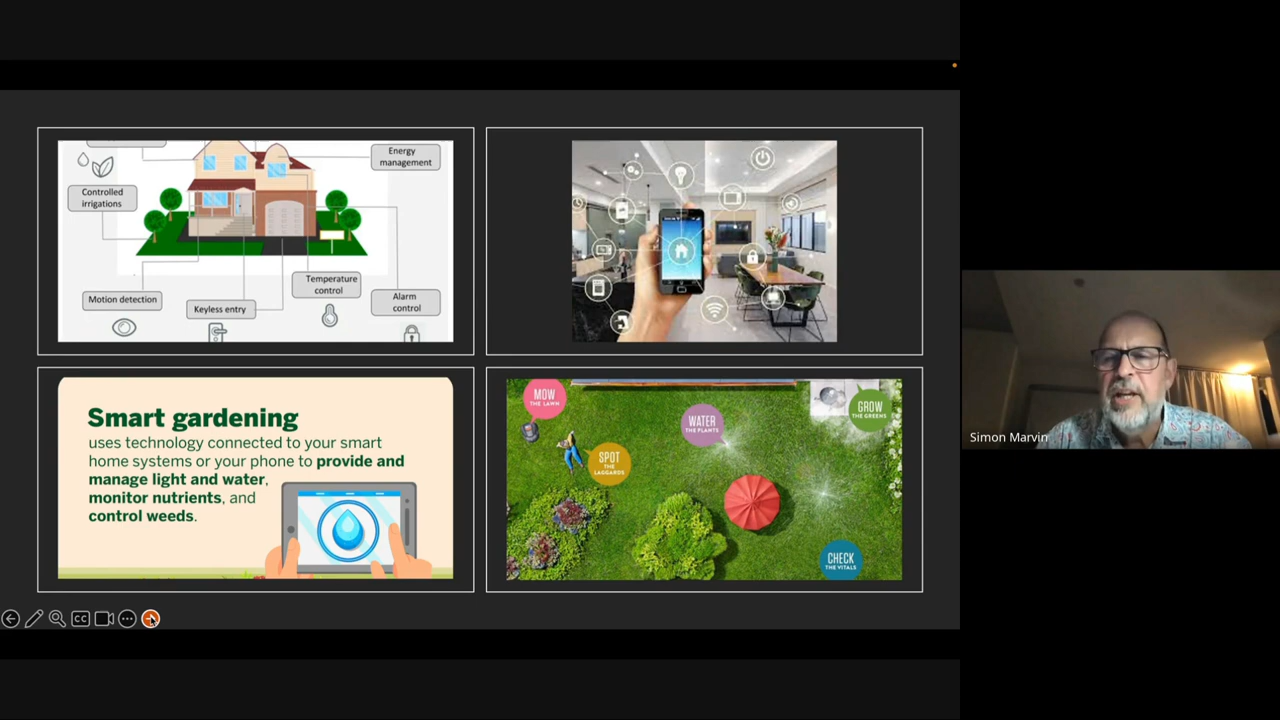 Energy
management
Controlled
irrigations
Motion detection
Keyless entry
Temperature
control
Alarm
control
Smart gardening
uses technology connected to your smart
home systems or your phone to provide and
manage light and water,
monitor nutrients, and
control weeds.
MOW
THE LAWN
WATER
THE PLANTS
GROW
THE GREENS
SPOT
THE
LAGGARDS
CHECK
THE VITALS
CC
Simon Marvin